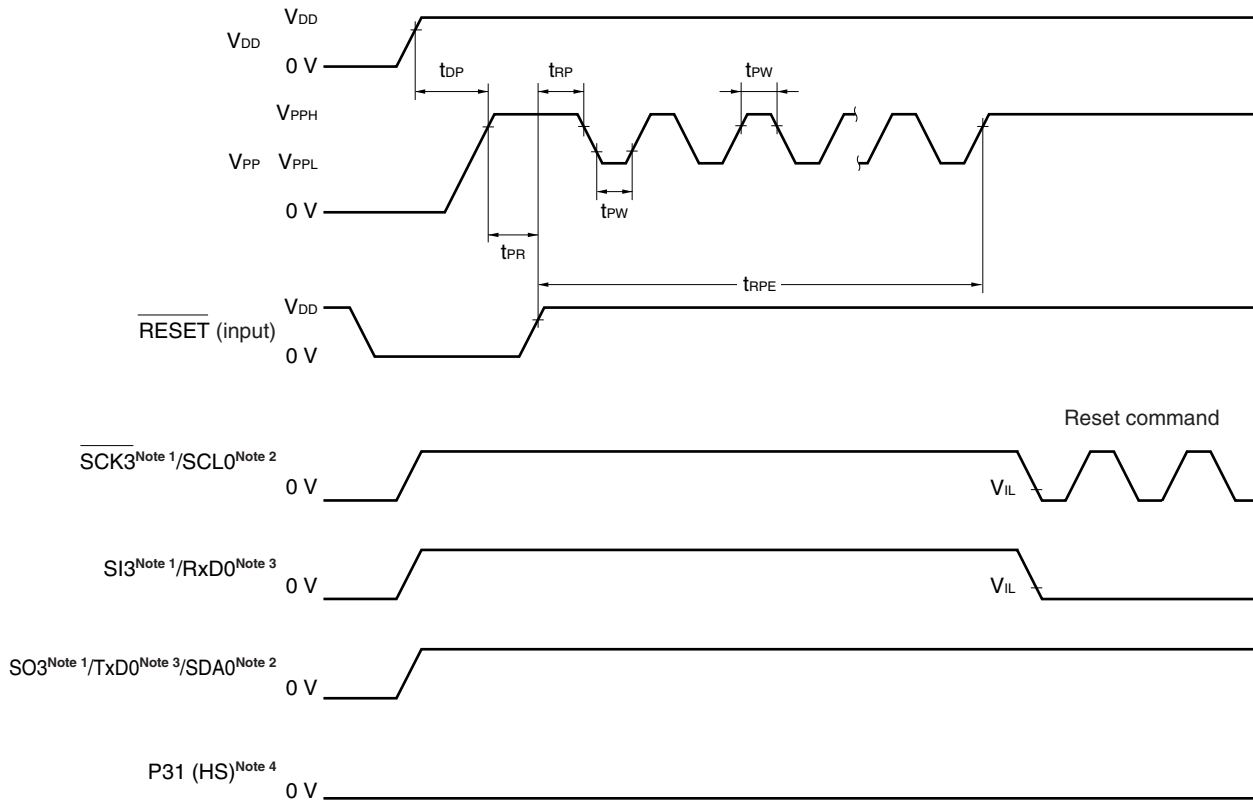 VDD
VDD
0 V
tDP
tRP
tPW
VPPH
VPP VPPL
0 V
tPW
tPR
tRPE
VDD
RESET (input)
0 V
Reset command
SCK3Note 1/SCL0Note 2
0 V
VIL
SI3Note 1/RxD0Note 3
0 V
VIL
SO3Note 1/TxD0Note 3/SDA0Note 2
0 V
P31 (HS)Note 4
0 V